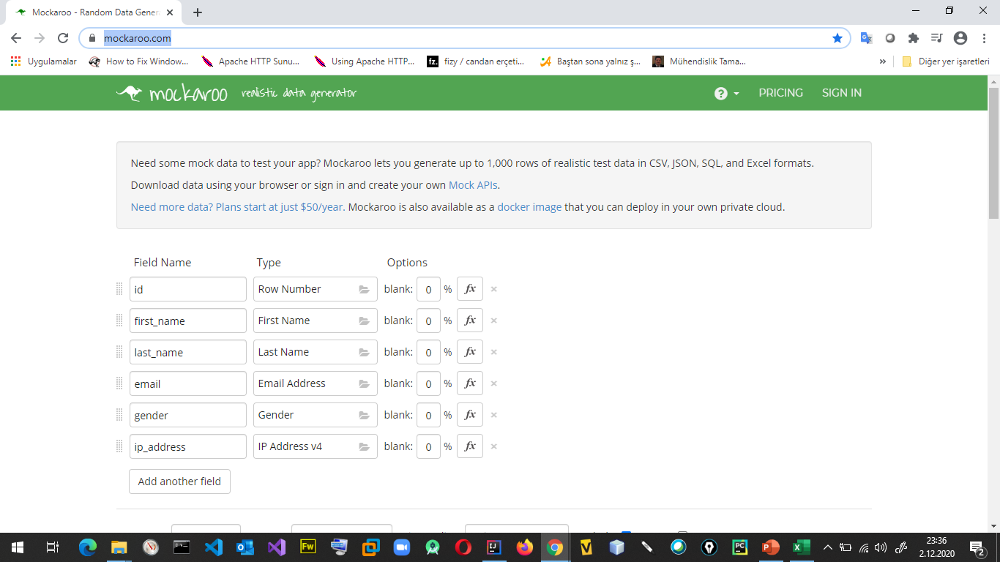 Mockaroo - Random Data Gener
mockaroo.com
Uygulamalar
How to Fix Window...
Apache HTTP Sunu...
Using Apache HTTP...
fz.
fizy / candan erçeti...
Baştan sona yalnız ş...
Mühendislik Tama...
»
Diğer yer işaretleri
mockaroo realistic data generator
? PRICING SIGN IN
Need some mock data to test your app? Mockaroo lets you generate up to 1,000 rows of realistic test data in CSV, JSON, SQL, and Excel formats.
Download data using your browser or sign in and create your own Mock APIs.
Need more data? Plans start at just $50/year. Mockaroo is also available as a docker image that you can deploy in your own private cloud.
Field Name Type Options
id Row Number blank: 0 % fx ×
first_name First Name blank: 0 % fx ×
last_name Last Name blank: 0 % fx ×
email Email Address blank: 0 % fx ×
gender Gender blank: 0 % fx ×
ip_address IP Address v4 blank: 0 % fx ×
Add another field
Fw
IJ
PC
23:36
2.12.2020
2